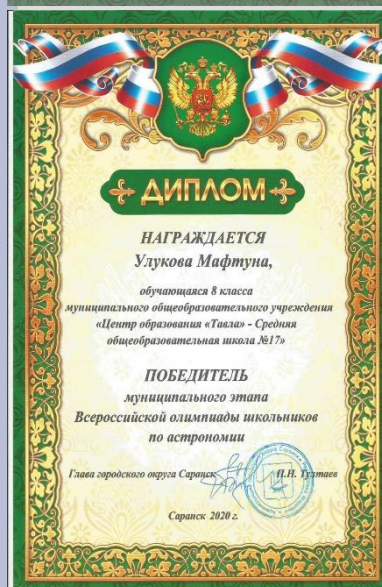 ДИПЛОМ
НАГРАЖДАЕТСЯ
Улукова Мафтуна,
обучающаяся 8 класса
муниципального общеобразовательного учреждения
«Центр образования «Тавла» - Средняя
общеобразовательная школа №17»
ПОБЕДИТЕЛЬ
муниципального этапа
Всероссийской олимпиады школьников
по астрономии
Глава городского округа Саранск П.Н. Тултаев
Саранск 2020 г.